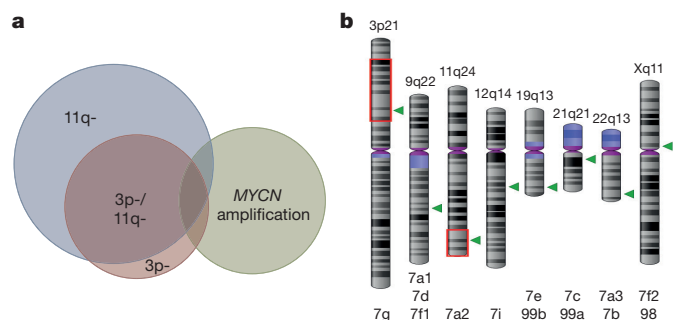 a
11q-
3p-/
11q-
3p-
MYCN
amplification
b
3p21
9q22
11q24
12q14
19q13
21q21
22q13
Xq11
7g
7a1
7d
7f1
7a2
7i
7e
99b
7c
99a
7a3
7b
7f2
98